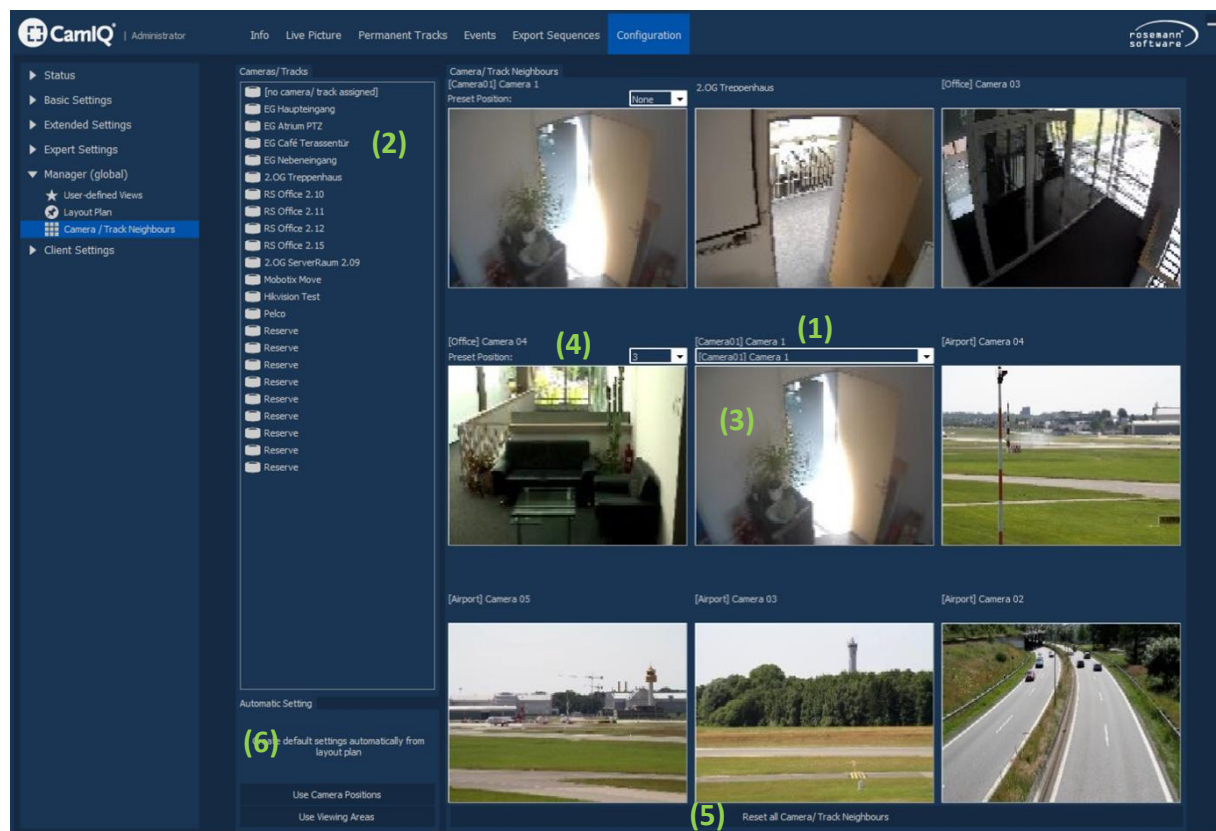 CamIQ | Administrator
Info Live Picture Permanent Tracks Events Export Sequences Configuration
rosemann
software
Status
Basic Settings
Extended Settings
Expert Settings
Manager (global)
User-defined Views
Layout Plan
Camera / Track Neighbours
Client Settings
Cameras/ Tracks
[no camera/ track assigned]
EG Haupteingang
EG Atrium PTZ
(2)
EG Café Terassentür
EG Nebeneingang
2.OG Treppenhaus
RS Office 2.10
RS Office 2.11
RS Office 2.12
RS Office 2.15
2.OG ServerRaum 2.09
Mobotix Move
Hikvision Test
Pelco
Reserve
Reserve
Reserve
Reserve
Reserve
Reserve
Reserve
Reserve
Reserve
Automatic Setting
(6)
default settings automatically from
layout plan
Use Camera Positions
Use Viewing Areas
Camera/ Track Neighbours
[Camera01] Camera 1
Preset Position: None
2.OG Treppenhaus
[Office] Camera 03
[Office] Camera 04
Preset Position: (4) 3
(1)
[Camera01] Camera 1
[Camera01] Camera 1
(3)
[Airport] Camera 04
[Airport] Camera 05
[Airport] Camera 03
[Airport] Camera 02
(5)
Reset all Camera/ Track Neighbours